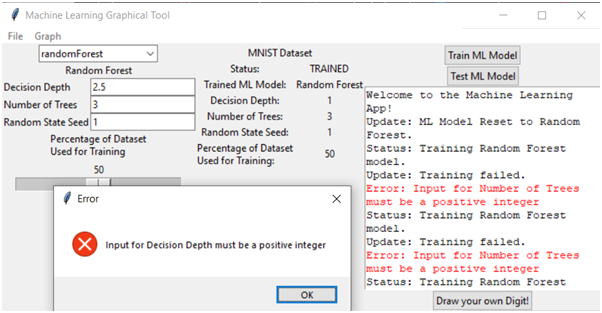 Machine Learning Graphical Tool
File Graph
randomForest
Random Forest
Decision Depth 2.5
Number of Trees 3
Random State Seed 1
Percentage of Dataset
Used for Training
50
MNIST Dataset
Status: TRAINED
Trained ML Model: Random Forest
Decision Depth: 1
Number of Trees: 3
Random State Seed: 1
Percentage of Dataset
Used for Training: 50
Train ML Model
Test ML Model
Welcome to the Machine Learning
App!
Update: ML Model Reset to Random
Forest.
Status: Training Random Forest
model.
Update: Training failed.
Error: Input for Number of Trees
must be a positive integer
Status: Training Random Forest
model.
Update: Training failed.
Error: Input for Number of Trees
must be a positive integer
Status: Training Random Forest
Draw your own Digit!
Error
Input for Decision Depth must be a positive integer
OK